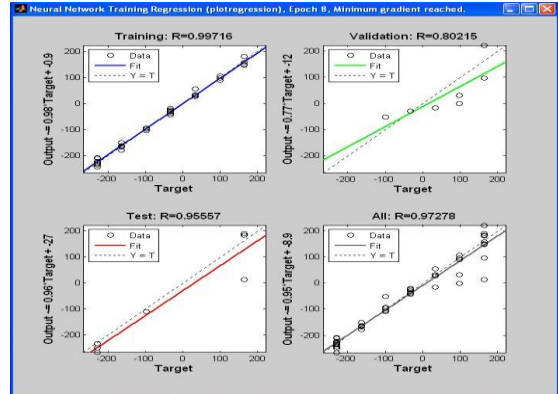 Neural Network Training Regression (plotregression), Epoch 8, Minimum gradient reached.
Training: R=0.99716
Output ~= 0.98*Target + -0.9
200
100
0
-100
-200
Data
Fit
Y = T
-200 -100 0 100 200
Target
Validation: R=0.80215
Output ~= 0.77*Target + -12
200
100
0
-100
-200
Data
Fit
Y = T
-200 -100 0 100 200
Target
Test: R=0.95557
Output ~= 0.96*Target + -27
200
100
0
-100
-200
Data
Fit
Y = T
-200 -100 0 100 200
Target
All: R=0.97278
Output ~= 0.95*Target + -8.9
200
100
0
-100
-200
Data
Fit
Y = T
-200 -100 0 100 200
Target